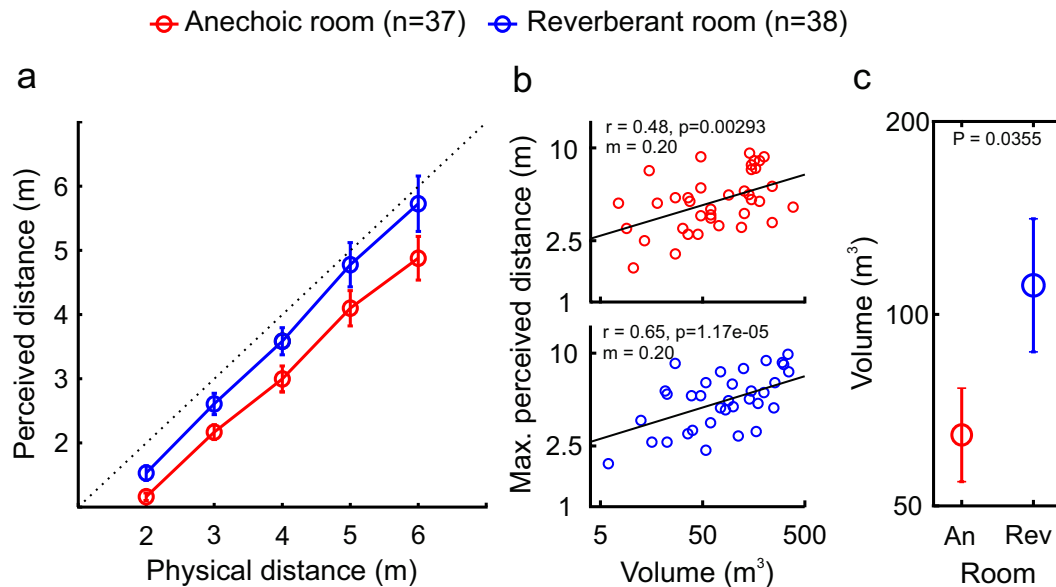 Anechoic room (n=37) Reverberant room (n=38)
a
Perceived distance (m)
6
5
4
3
2
2 3 4 5 6
Physical distance (m)
b
Max. perceived distance (m)
r = 0.48, p=0.00293
m = 0.20
10
2.5
1
r = 0.65, p=1.17e-05
m = 0.20
10
2.5
1
5 50 500
Volume (m³)
c
Volume (m³)
200
P = 0.0355
100
50
An Rev
Room